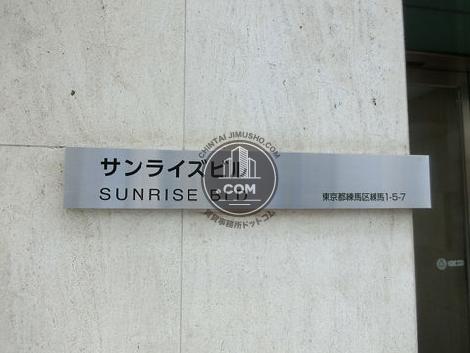 サンライズビル
SUNRISE BLD
東京都練馬区練馬1-5-7
CHINTAI JIMUSHO.COM
.COM
賃貸事務所ドットコム